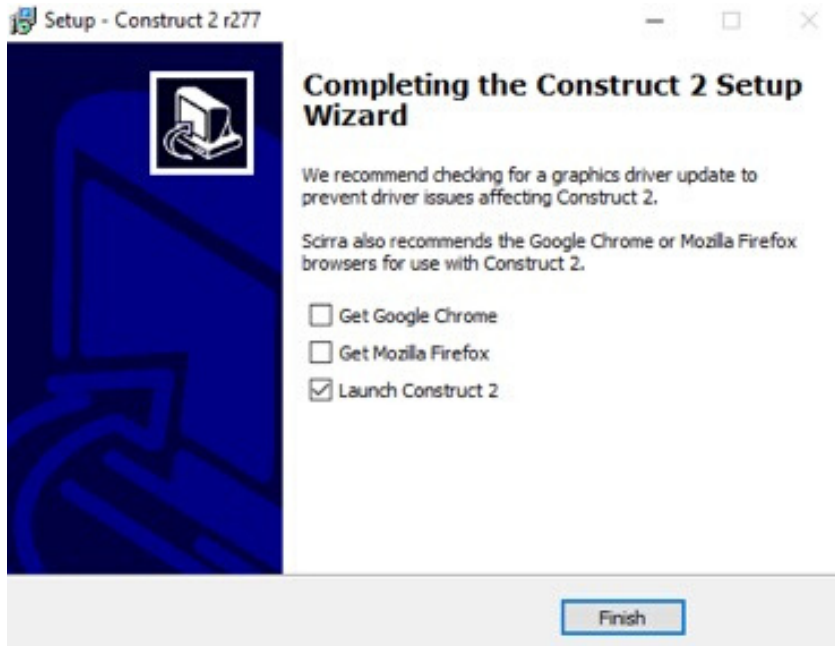 Setup - Construct 2 r277
Completing the Construct 2 Setup
Wizard
We recommend checking for a graphics driver update to
prevent driver issues affecting Construct 2.
Scirra also recommends the Google Chrome or Mozilla Firefox
browsers for use with Construct 2.
Get Google Chrome
Get Mozilla Firefox
Launch Construct 2
Finish